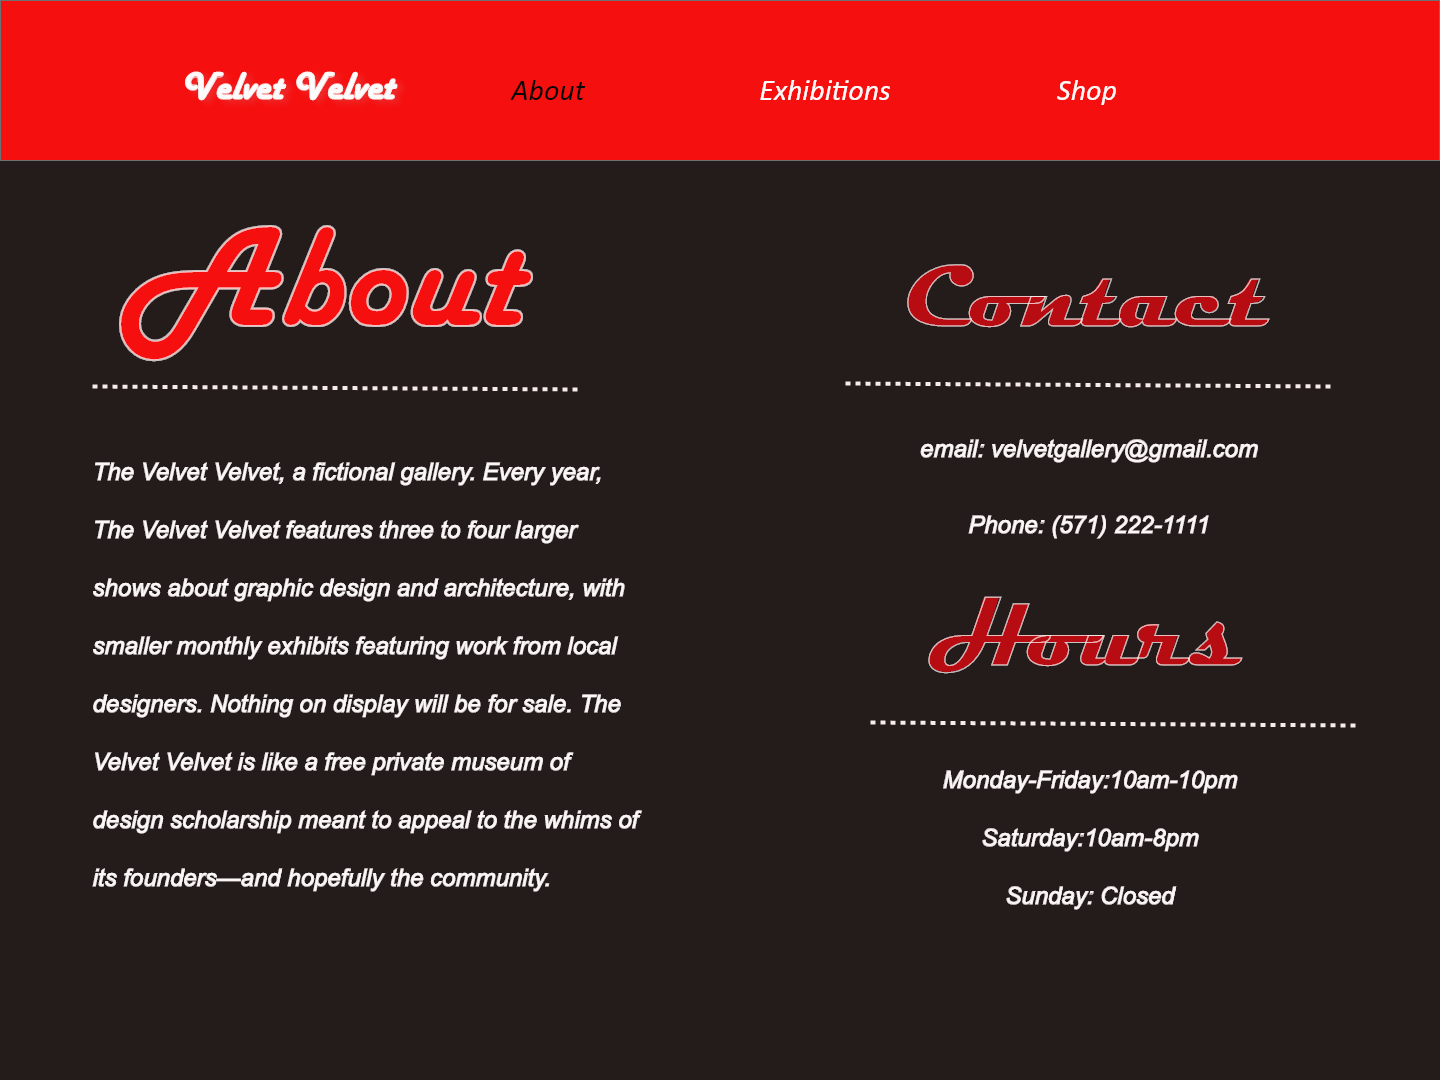 Velvet Velvet
About
Exhibitions
Shop
About
The Velvet Velvet, a fictional gallery. Every year,
The Velvet Velvet features three to four larger
shows about graphic design and architecture, with
smaller monthly exhibits featuring work from local
designers. Nothing on display will be for sale. The
Velvet Velvet is like a free private museum of
design scholarship meant to appeal to the whims of
its founders—and hopefully the community.
Contact
email: velvetgallery@gmail.com
Phone: (571) 222-1111
Hours
Monday-Friday:10am-10pm
Saturday:10am-8pm
Sunday: Closed